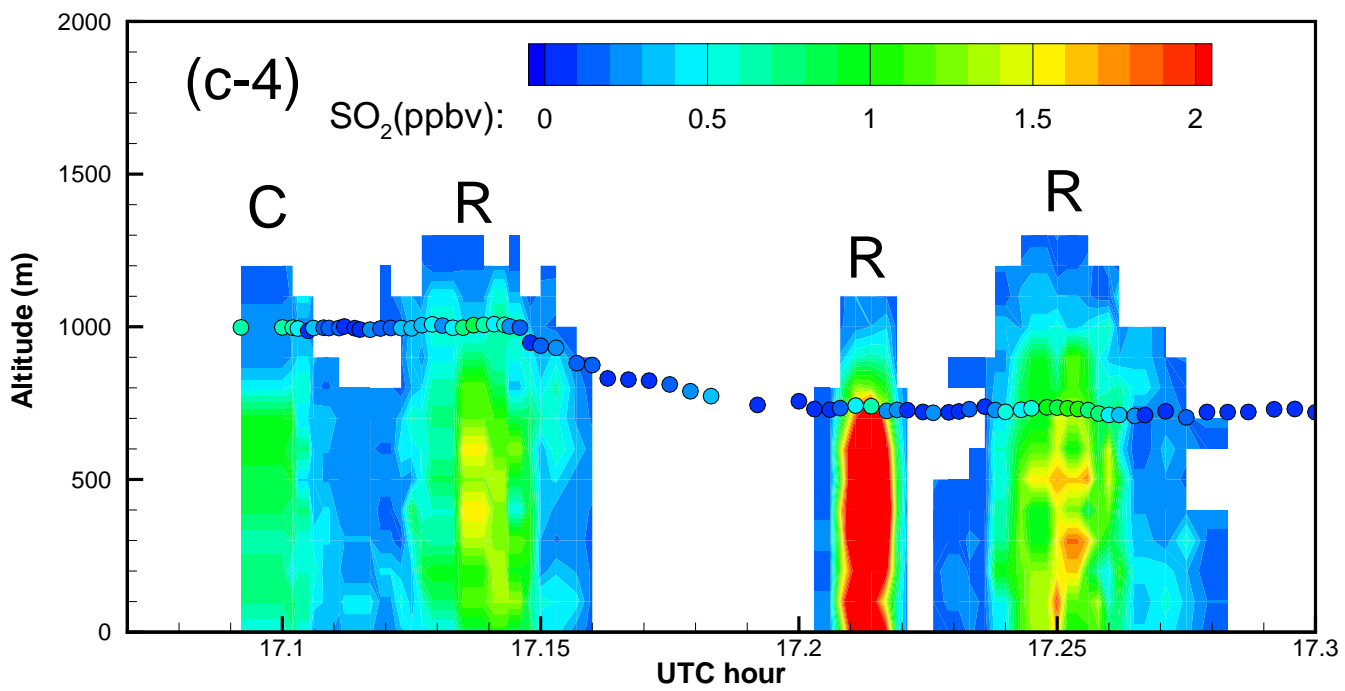 2000
(c-4)
SO2(ppbv): 0 0.5 1 1.5 2
1500
C R R R
Altitude (m)
1000
500
0
17.1 17.15 17.2 17.25 17.3
UTC hour